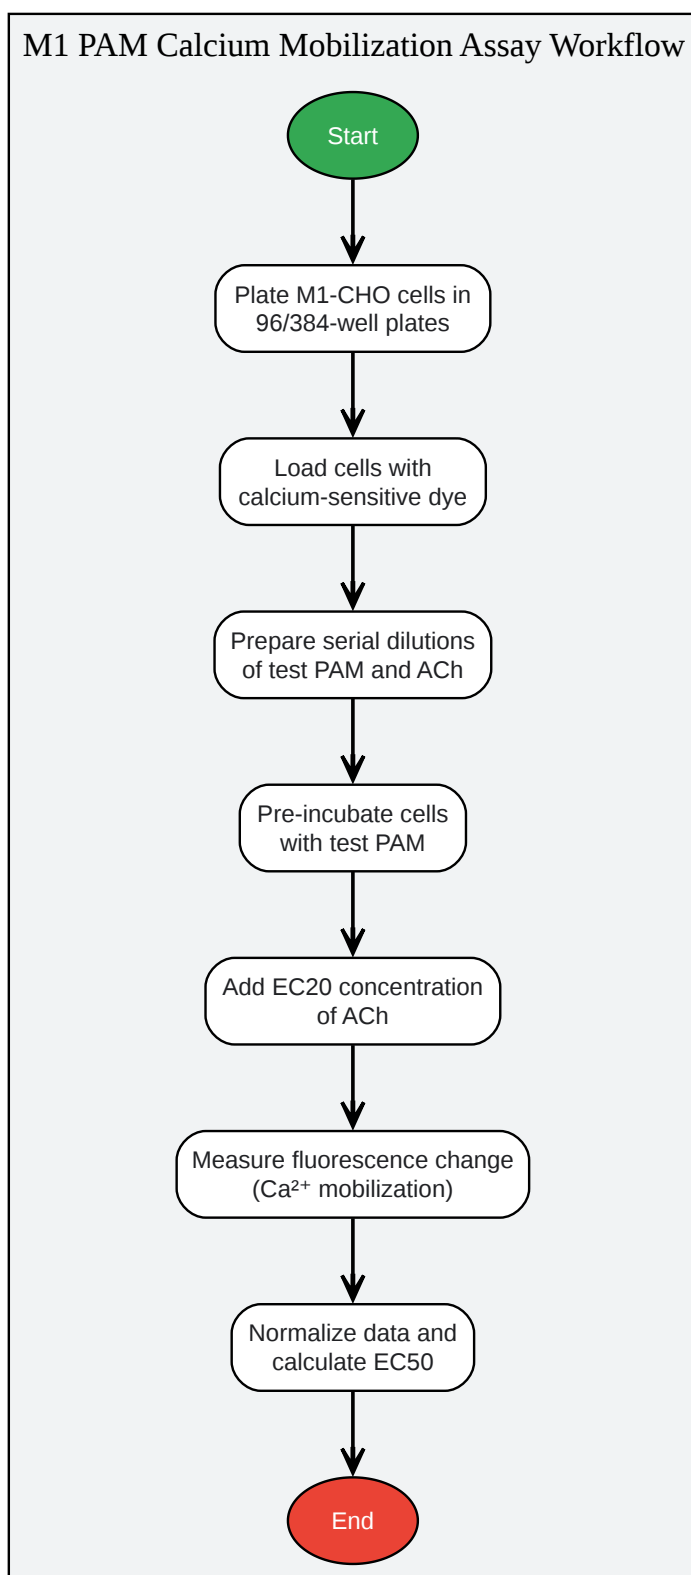 M1 PAM Calcium Mobilization Assay Workflow
Start
Plate M1-CHO cells in
96/384-well plates
Load cells with
calcium-sensitive dye
Prepare serial dilutions
of test PAM and ACh
Pre-incubate cells
with test PAM
Add EC20 concentration
of ACh
Measure fluorescence change
(Ca²⁺ mobilization)
Normalize data and
calculate EC50
End